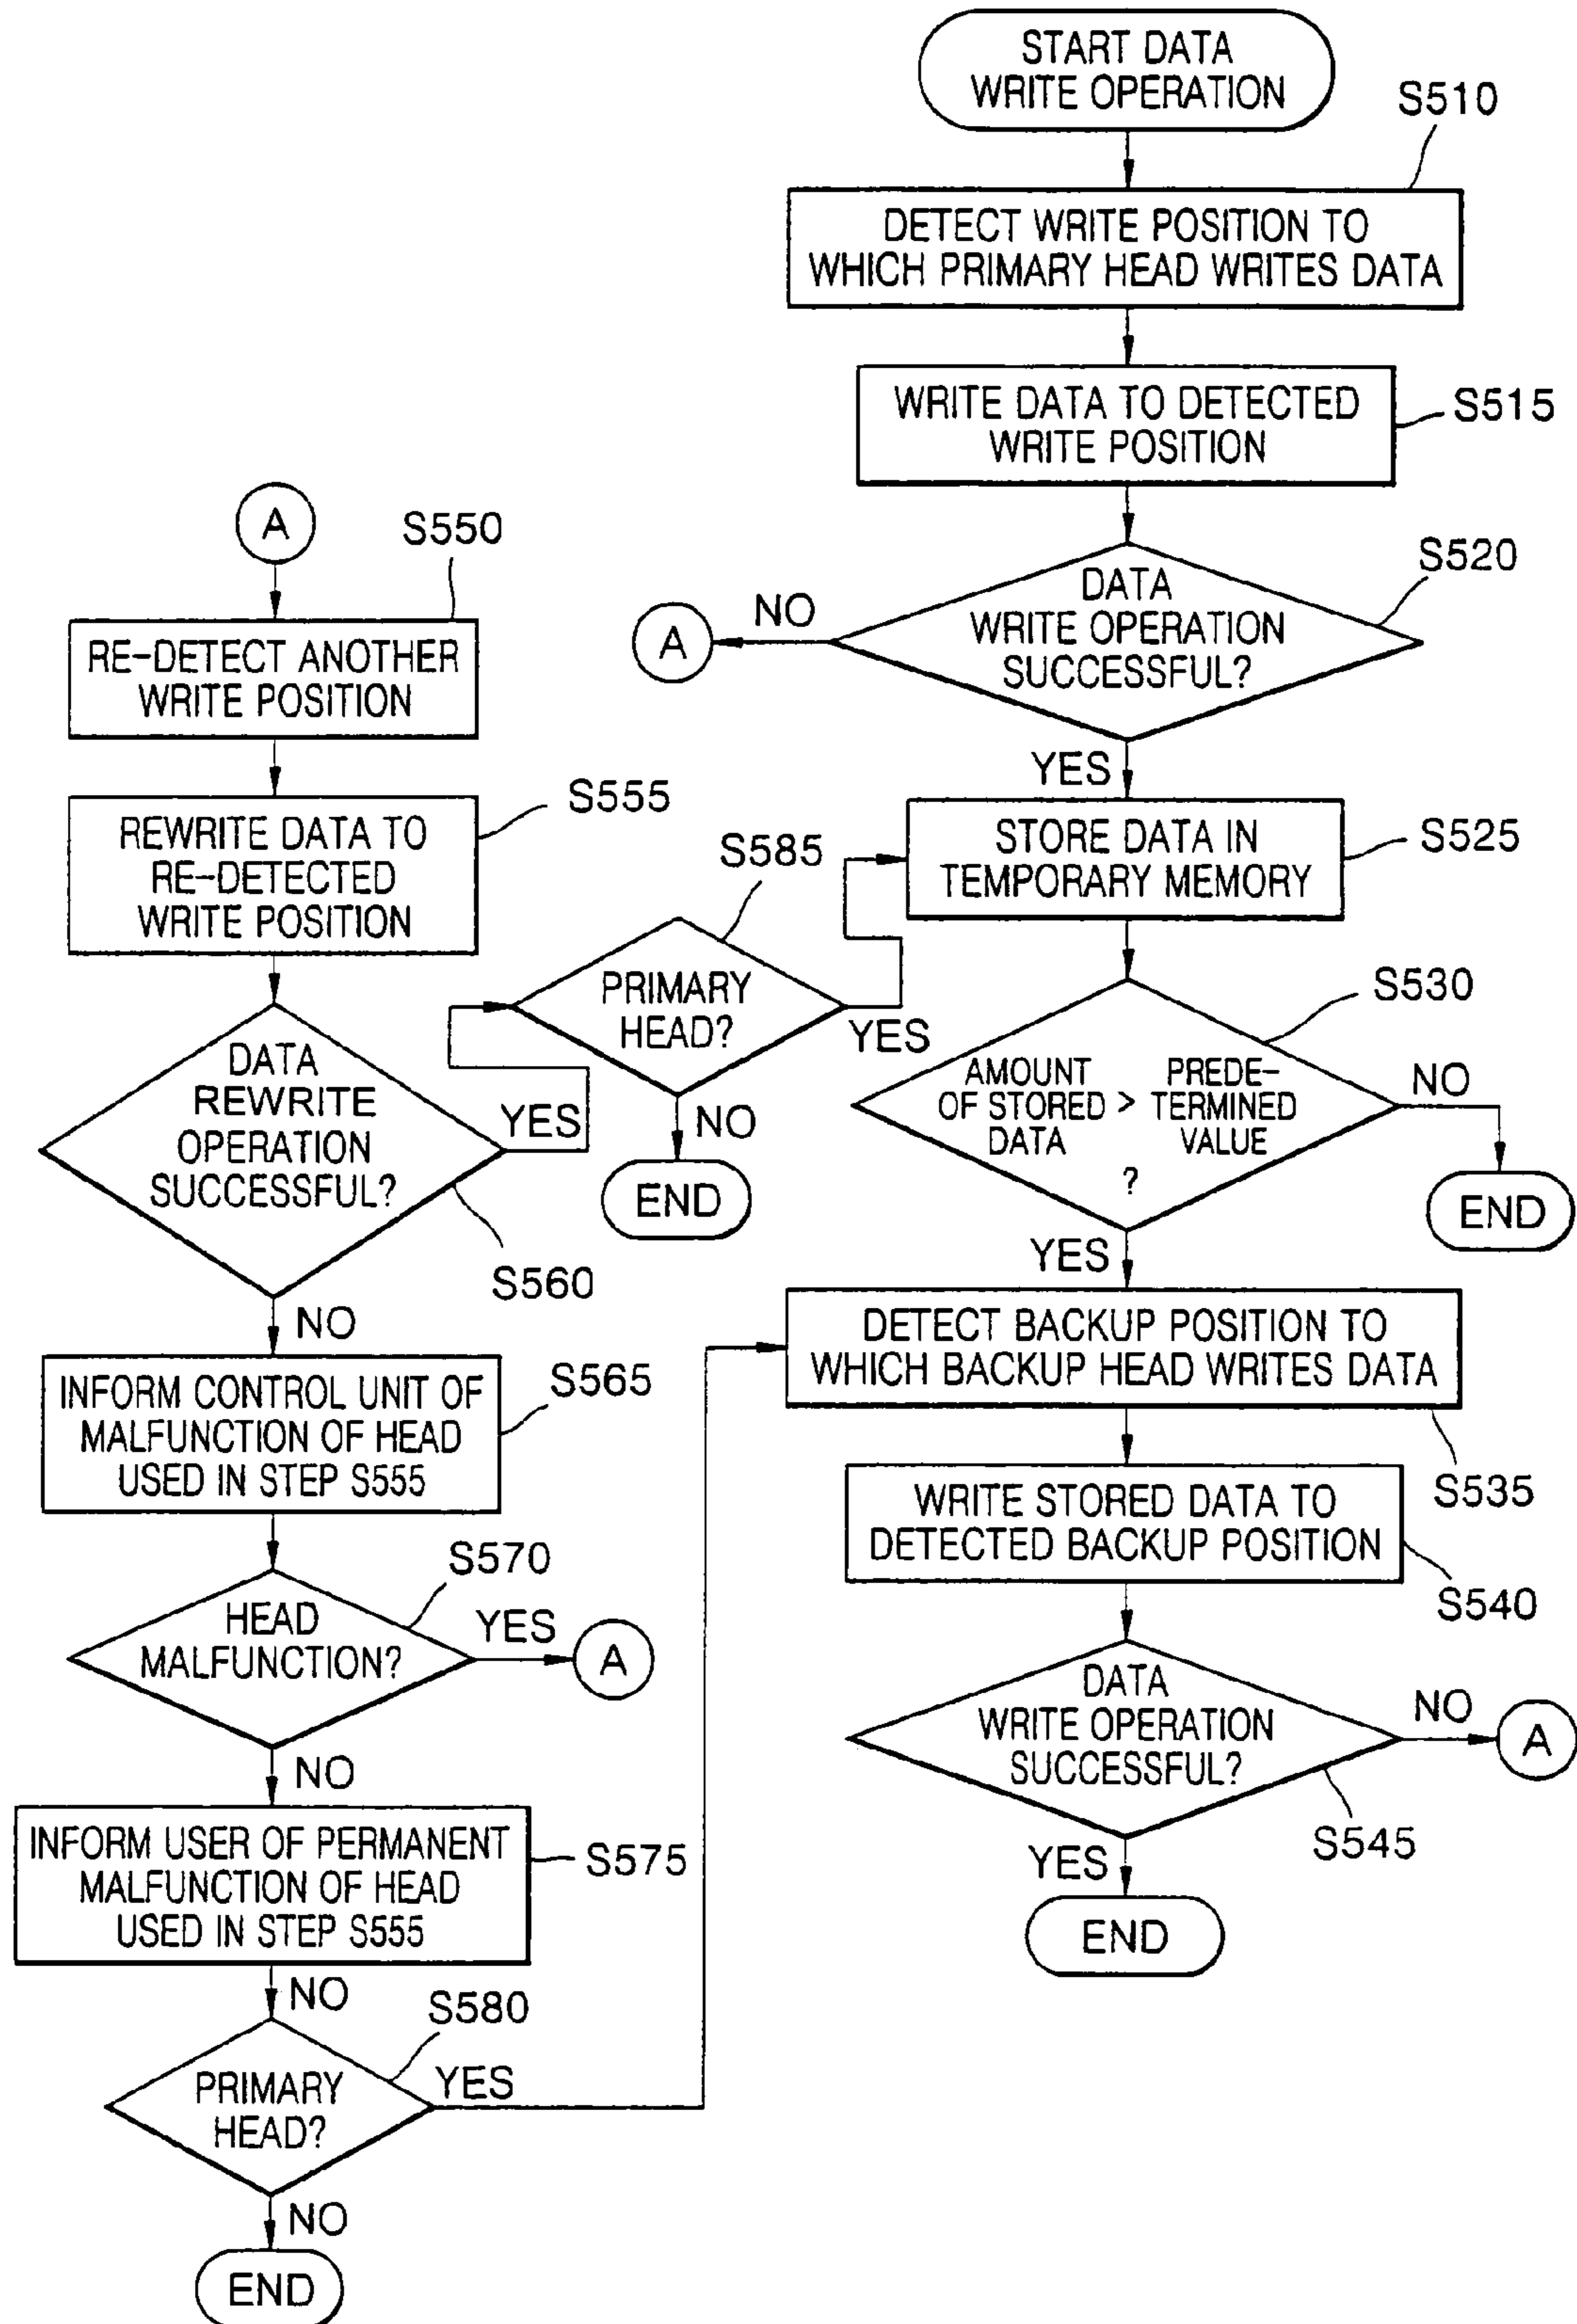 START DATA
WRITE OPERATION
S510
DETECT WRITE POSITION TO
WHICH PRIMARY HEAD WRITES DATA
WRITE DATA TO DETECTED
WRITE POSITION
S515
DATA
WRITE OPERATION
SUCCESSFUL?
S520
NO
A
YES
STORE DATA IN
TEMPORARY MEMORY
S525
AMOUNT
OF STORED
DATA
>
PREDE-
TERMINED
VALUE
?
S530
NO
END
YES
DETECT BACKUP POSITION TO
WHICH BACKUP HEAD WRITES DATA
S535
WRITE STORED DATA TO
DETECTED BACKUP POSITION
S540
DATA
WRITE OPERATION
SUCCESSFUL?
S545
NO
A
YES
END
A
S550
RE-DETECT ANOTHER
WRITE POSITION
REWRITE DATA TO
RE-DETECTED
WRITE POSITION
S555
DATA
REWRITE
OPERATION
SUCCESSFUL?
S560
YES
S585
PRIMARY
HEAD?
YES
NO
END
NO
INFORM CONTROL UNIT OF
MALFUNCTION OF HEAD
USED IN STEP S555
S565
HEAD
MALFUNCTION?
S570
YES
A
NO
INFORM USER OF PERMANENT
MALFUNCTION OF HEAD
USED IN STEP S555
S575
NO
PRIMARY
HEAD?
S580
YES
NO
END